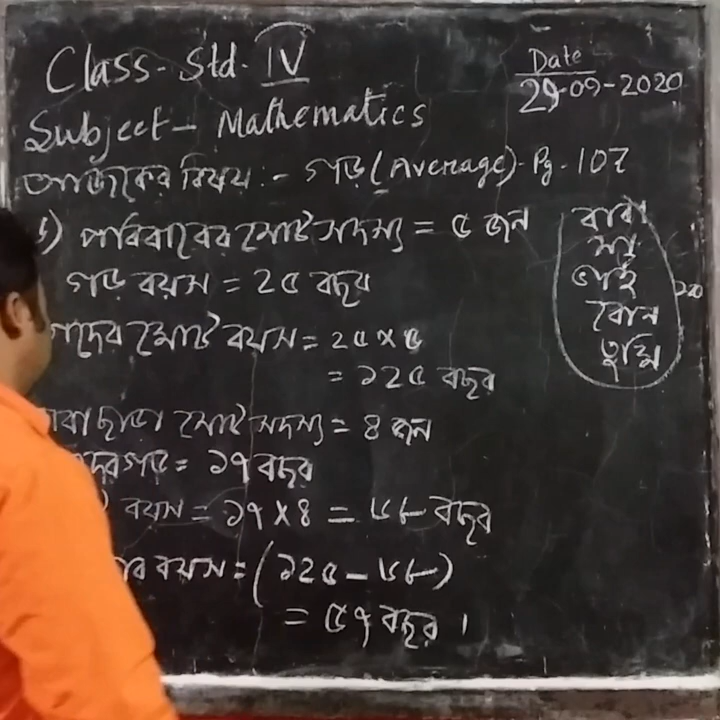 Class- Std- IV
Date
29-09-2020
Subject- Mathematics
আজকের বিষয় :- গড় (Average)- Pg- 107
৮) পরিবারের মোট সদস্য = ৫ জন
গড় বয়স = ২৫ বছর
াদের মোট বয়স = ২৫ × ৫
= ১২৫ বছর
বাবা ছাড়া মোট সদস্য = ৪ জন
দের গড় = ১৭ বছর
) বয়স = ১৭ × ৪ = ৬৮ বছর
বার বয়স = (১২৫ - ৬৮)
= ৫৭ বছর ।
বাবা
মা
ভাই
বোন
তুমি